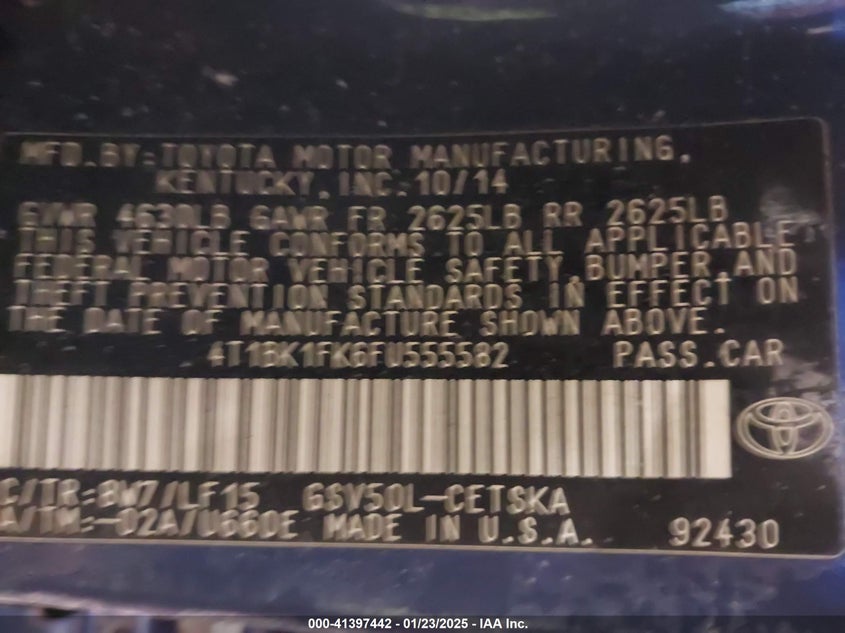 MFD.BY:TOYOTA MOTOR MANUFACTURING,
KENTUCKY,INC.10/14
GVWR 4630LB GAWR FR 2625LB RR 2625LB
THIS VEHICLE CONFORMS TO ALL APPLICABLE
FEDERAL MOTOR VEHICLE SAFETY,BUMPER,AND
THEFT PREVENTION STANDARDS IN EFFECT ON
THE DATE OF MANUFACTURE SHOWN ABOVE.
4T1BK1FK6FU555582 PASS.CAR
C/TR:8W7/LF15 GSV50L-CETSKA
A/TM:-02A/U660E MADE IN U.S.A. 92430
000-41397442 - 01/23/2025 - IAA Inc.